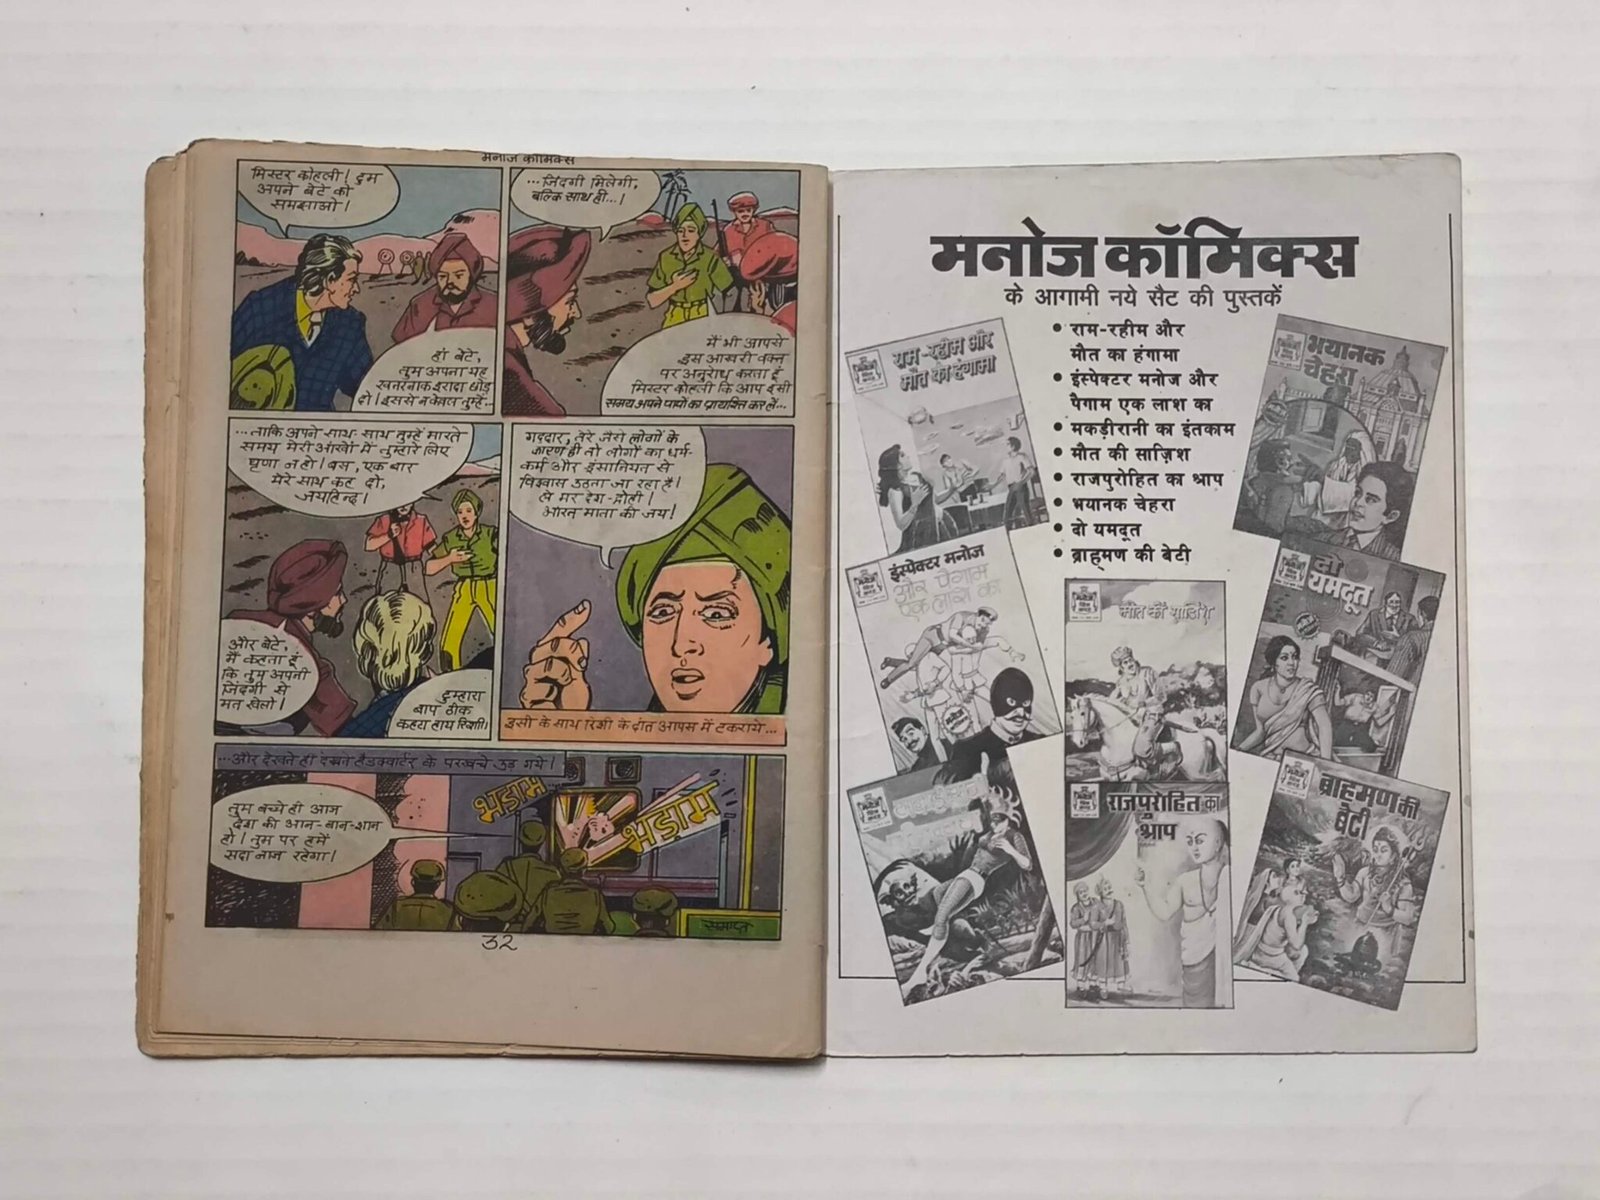 मनोज कॉमिक्स
मिस्टर कोहली! तुम
अपने बेटे को
समझाओ!
हां बेटे,
तुम अपना यह
खतरनाक इरादा छोड़
दो! इससे न केवल तुम्हें...
...जिंदगी मिलेगी,
बल्कि साथ ही...!
मैं भी आपसे
इस आखरी वक्त
पर अनुरोध करता हूं
मिस्टर कोहली कि आप इसी
समय अपने पापों का प्रायश्चित कर लें...
...ताकि अपने साथ-साथ तुम्हें मारते
समय मेरी आंखों में तुम्हारे लिए
घृणा न हो! बस, एक बार
मेरे साथ कह दो,
जयहिन्द!
और बेटे,
मैं कहता हूं
कि तुम अपनी
जिंदगी से
मत खेलो!
तुम्हारा
बाप ठीक
कह रहा है
गद्दार, तेरे जैसे लोगों के
कारण ही तो लोगों का धर्म-
कर्म और इंसानियत से
विश्वास उठता जा रहा है!
ले मर देश-द्रोही!
भारत माता की जय!
इसी के साथ रिशी के दांत आपस में टकराये...
...और देखते ही देखते हैडक्वार्टर के परखच्चे उड़ गये!
भड़ाम
भड़ाम
तुम बच्चे ही आज
देश की आन-बान-शान
हो! तुम पर हमें
सदा नाज रहेगा!
समाप्त
32
मनोज कॉमिक्स
के आगामी नये सैट की पुस्तकें
• राम-रहीम और
मौत का हंगामा
• इंस्पेक्टर मनोज और
पैगाम एक लाश का
• मकड़ीरानी का इंतकाम
• मौत की साज़िश
• राजपुरोहित का श्राप
• भयानक चेहरा
• दो यमदूत
• ब्राह्मण की बेटी
राम-रहीम और
मौत का हंगामा
भयानक
चेहरा
इंस्पेक्टर मनोज
और पैगाम
एक लाश का
दो
यमदूत
मौत की साज़िश
राजपुरोहित का
श्राप
ब्राह्मण की
बेटी